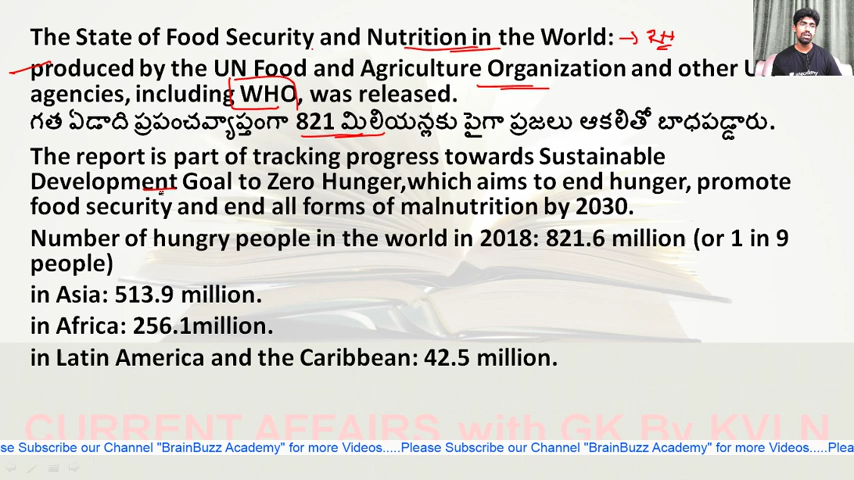 The State of Food Security and Nutrition in the World:
produced by the UN Food and Agriculture Organization and other U
agencies, including WHO, was released.
గత ఏడాది ప్రపంచవ్యాప్తంగా 821 మిలియన్లకు పైగా ప్రజలు ఆకలితో బాధపడ్డారు.
The report is part of tracking progress towards Sustainable
Development Goal to Zero Hunger,which aims to end hunger, promote
food security and end all forms of malnutrition by 2030.
Number of hungry people in the world in 2018: 821.6 million (or 1 in 9
people)
in Asia: 513.9 million.
in Africa: 256.1million.
in Latin America and the Caribbean: 42.5 million.
CURRENT AFFAIRS with GK By KVLN
se Subscribe our Channel "BrainBuzz Academy" for more Videos.....Please Subscribe our Channel "BrainBuzz Academy" for more Videos.....Plea